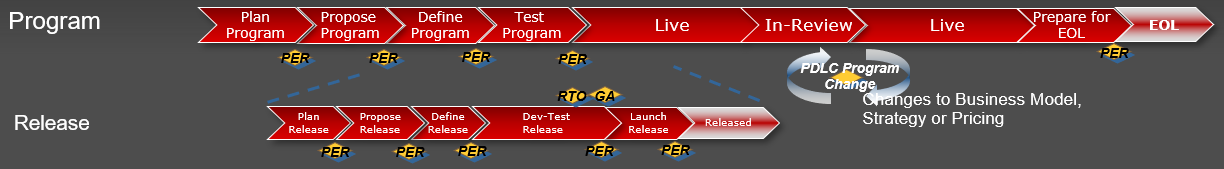 Program
Plan
Program
Propose
Program
Define
Program
Test
Program
Live
In-Review
Live
Prepare for
EOL
EOL
PER
PER
PER
PER
PER
PDLC Program
Change
Changes to Business Model,
Strategy or Pricing
RTO
GA
Release
Plan
Release
Propose
Release
Define
Release
Dev-Test
Release
Launch
Release
Released
PER
PER
PER
PER
PER